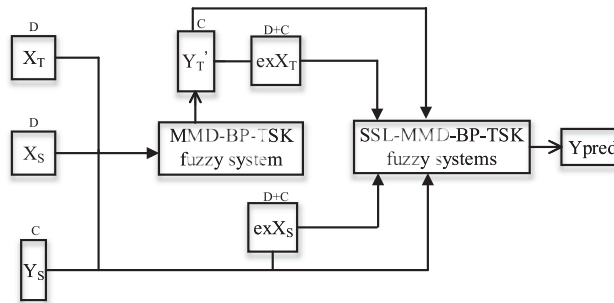 D
X_T
C
Y_T'
D+C
exX_T
D
X_S
MMD-BP-TSK
fuzzy system
SSL-MMD-BP-TSK
fuzzy systems
Ypred
D+C
exX_S
C
Y_S